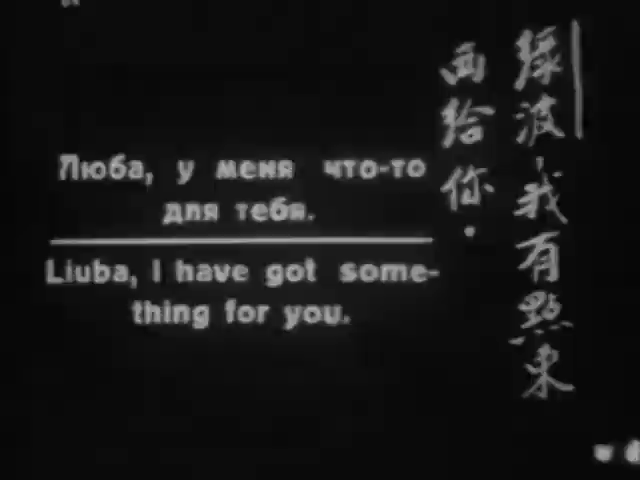 Люба, у меня что-то
для тебя.
Liuba, I have got some-
thing for you.
綠波,我有點東
西給你.